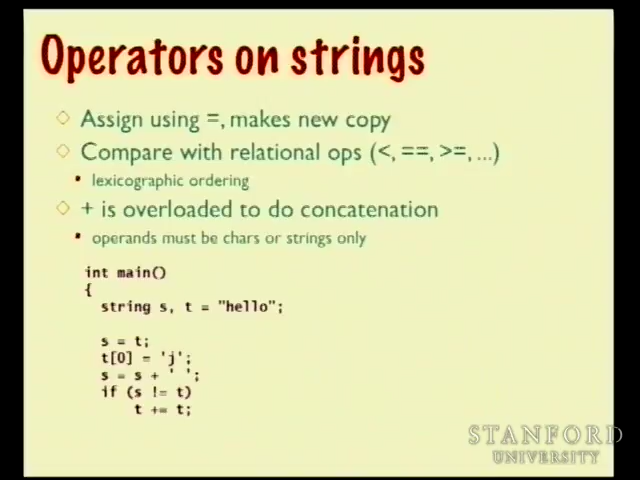 Operators on strings
Assign using =, makes new copy
Compare with relational ops (<, ==, >=, ...)
lexicographic ordering
+ is overloaded to do concatenation
operands must be chars or strings only
int main()
{
string s, t = "hello";
s = t;
t[0] = 'j';
s = s + ' ';
if (s != t)
t += t;
STANFORD
UNIVERSITY